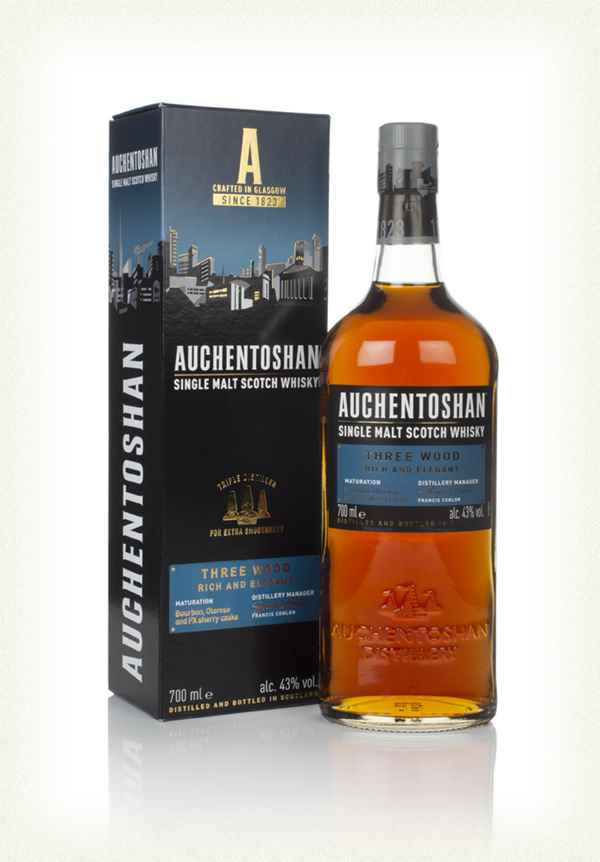 AUCHENTOSHAN
SINGLE MALT SCOTCH WHISKY
AUCHENTOSHAN
A
CRAFTED IN GLASGOW
SINCE 1823
AUCHENTOSHAN
SINGLE MALT SCOTCH WHISKY
TRIPLE DISTILLED
FOR EXTRA SMOOTHNESS
THREE WOOD
RICH AND ELEGANT
MATURATION
Bourbon, Oloroso
and PX sherry casks
DISTILLERY MANAGER
FRANCIS CONLON
700 ml e alc. 43% vol.
DISTILLED AND BOTTLED IN SCOTLAND
1823
AUCHENTOSHAN
SINGLE MALT SCOTCH WHISKY
THREE WOOD
RICH AND ELEGANT
MATURATION
DISTILLERY MANAGER
FRANCIS CONLON
700 ml e alc. 43% vol.
DISTILLED AND BOTTLED IN
AUCHENTOSHAN
DISTILLERY